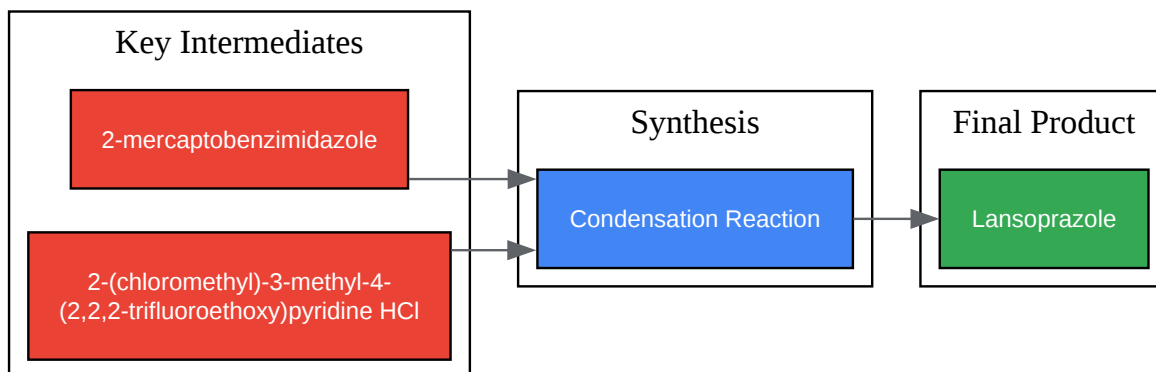 Key Intermediates
2-mercaptobenzimidazole
2-(chloromethyl)-3-methyl-4-
(2,2,2-trifluoroethoxy)pyridine HCl
Synthesis
Condensation Reaction
Final Product
Lansoprazole